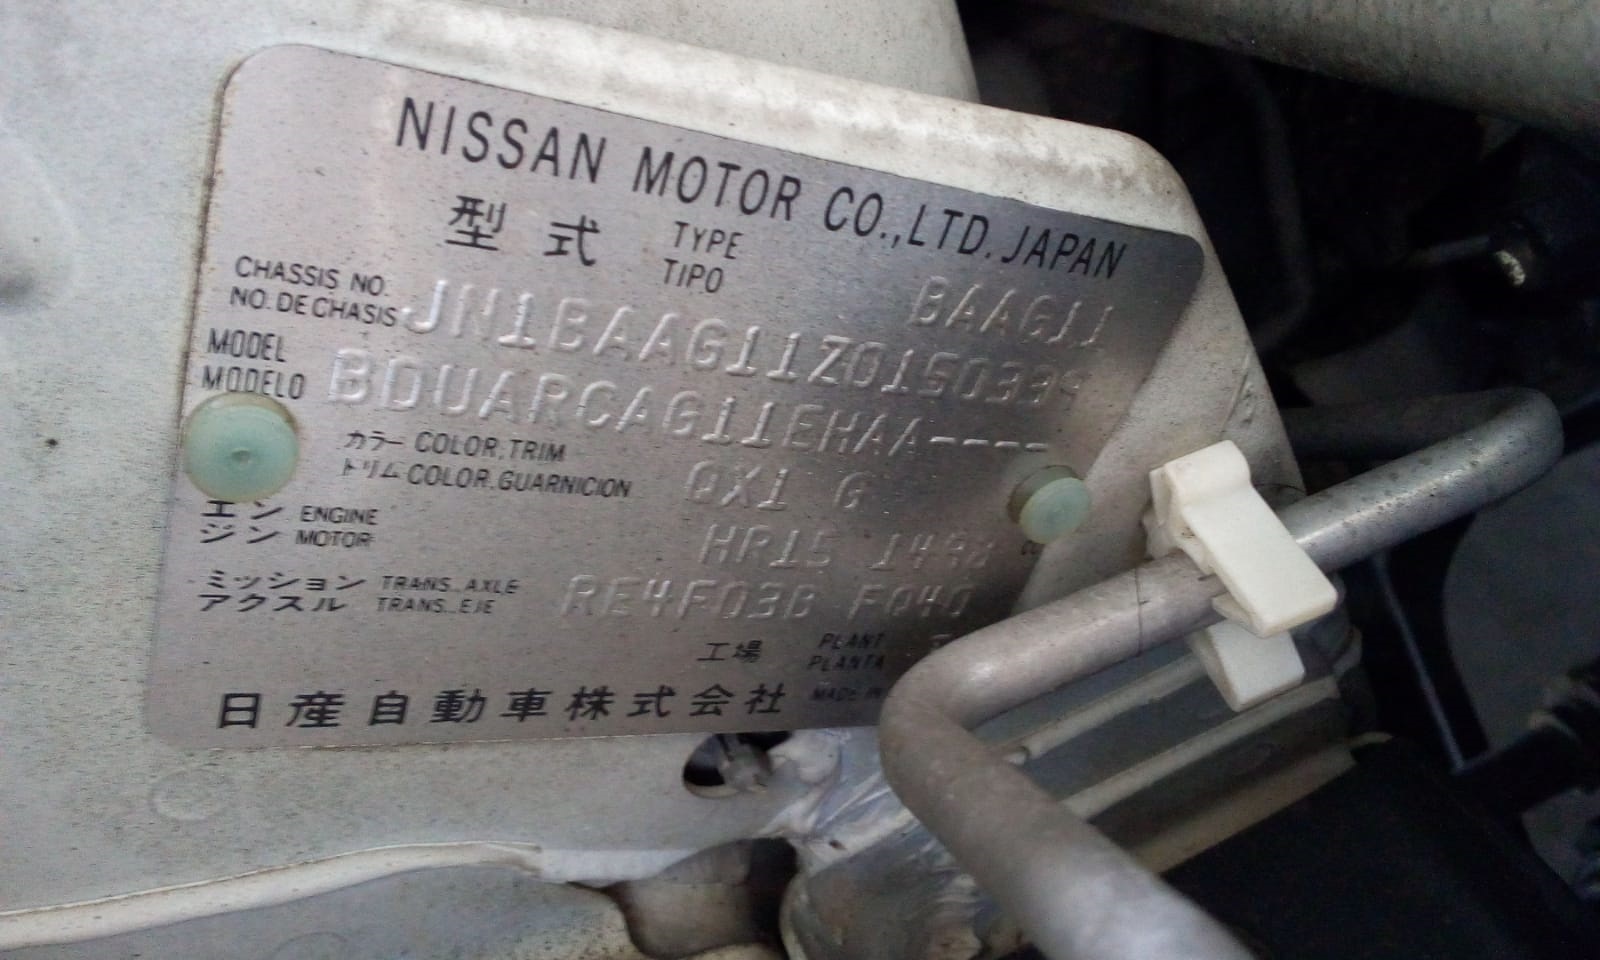 NISSAN MOTOR CO.,LTD. JAPAN
型式 TYPE
TIPO BAAG11
CHASSIS NO.
NO. DE CHASIS JN1BAAG11Z0150339
MODEL
MODELO BDUARCAG11EHAA----
カラー COLOR,TRIM
トリム COLOR.GUARNICION QX1 G
エン ENGINE
ジン MOTOR HR15
ミッション TRANS..AXLE
アクスル TRANS..EJE RE4F03B FQ40
工場 PLANT
PLANTA
日産自動車株式会社 MADE IN